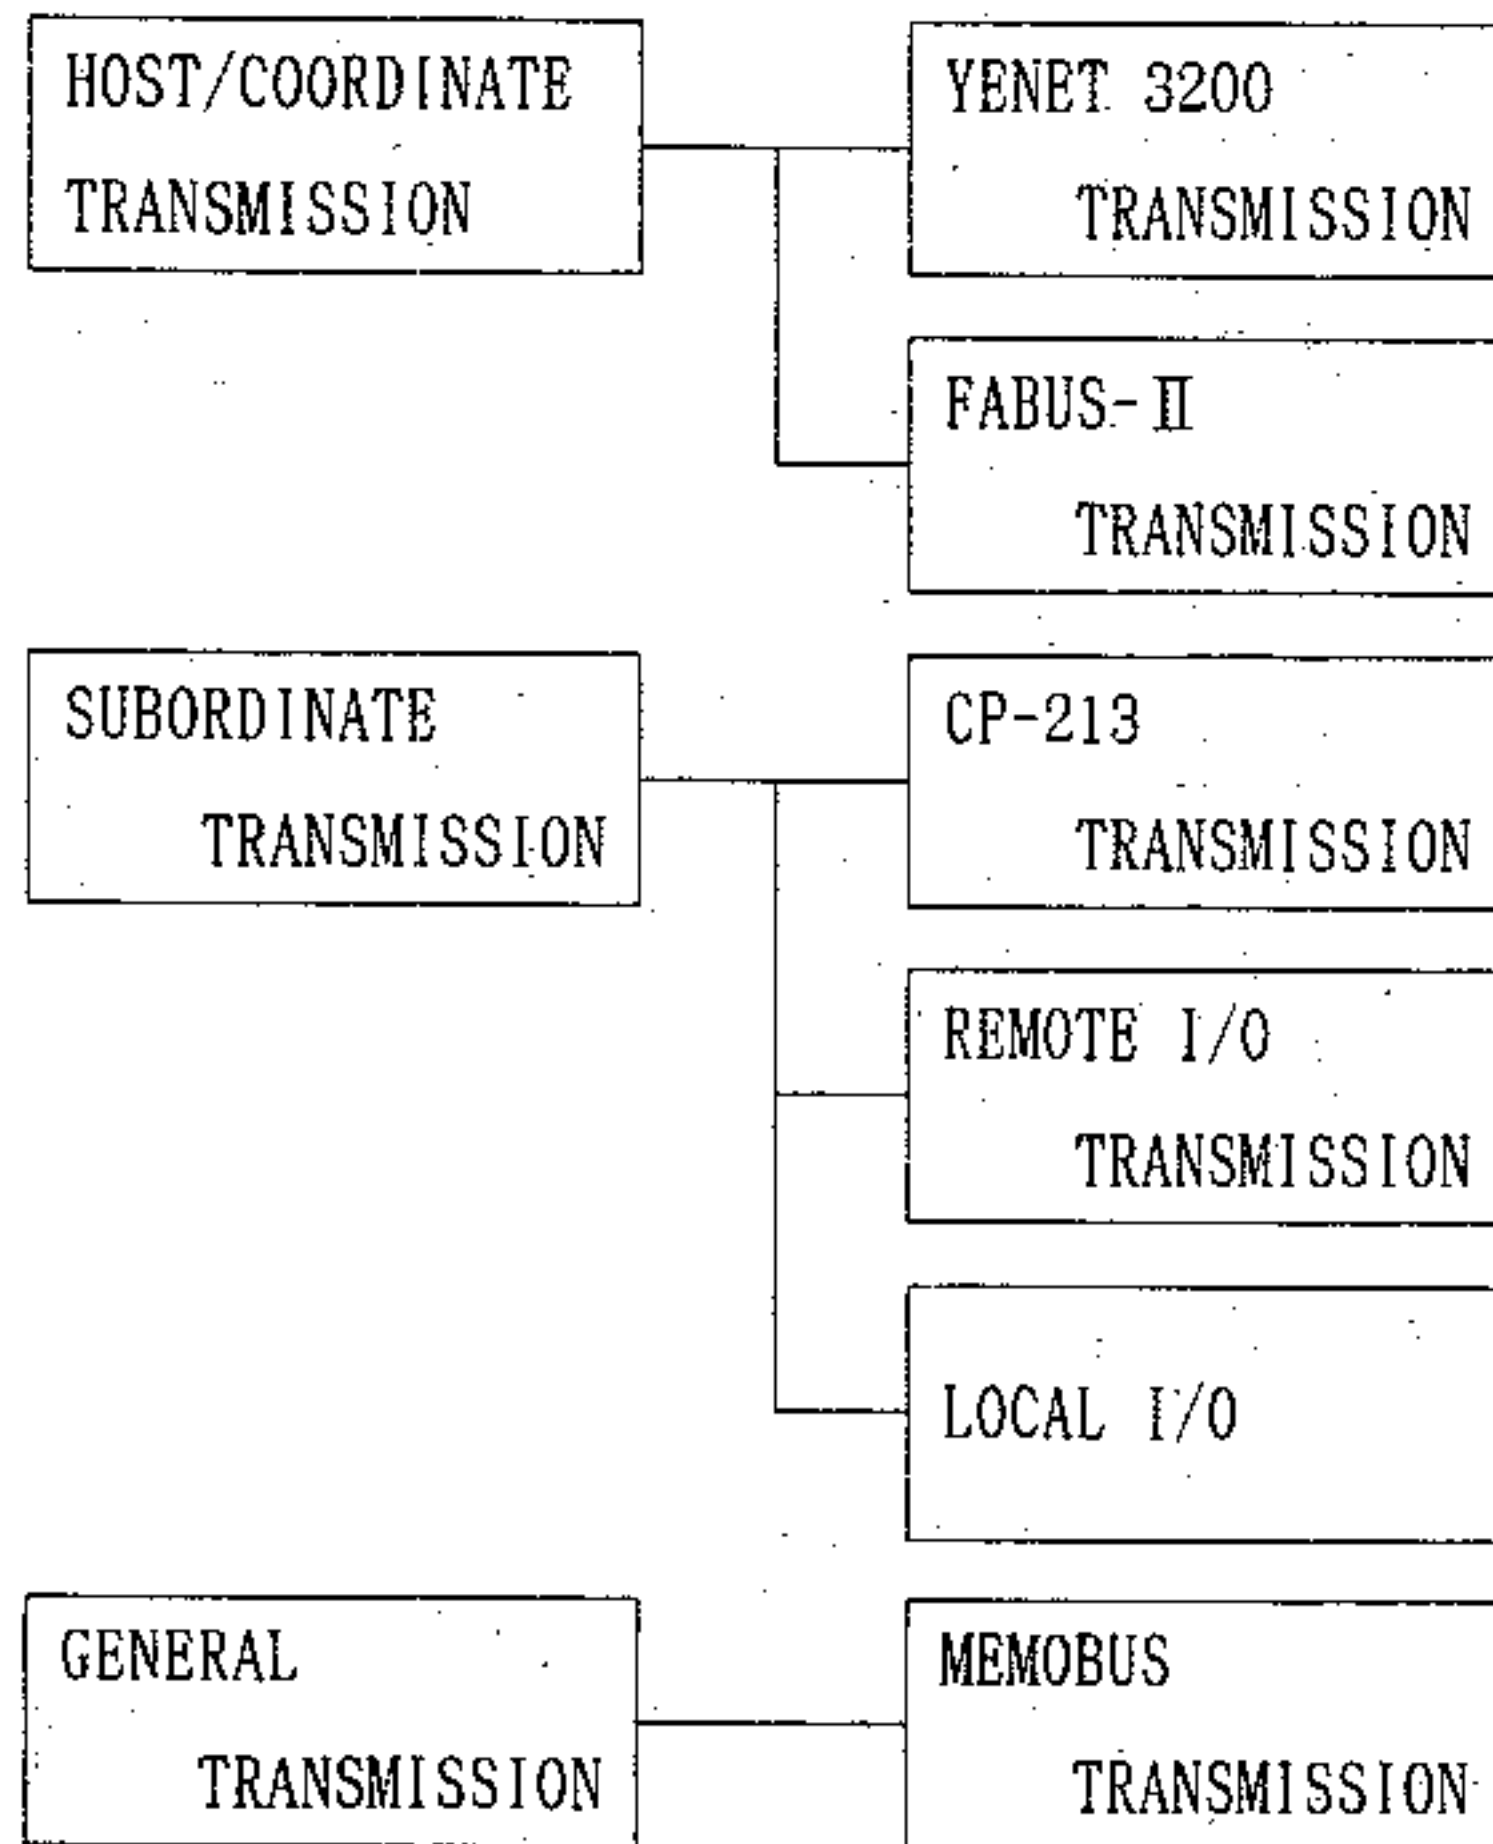 HOST/COORDINATE
TRANSMISSION
YENET 3200
TRANSMISSION
FABUS-Ⅱ
TRANSMISSION
SUBORDINATE
TRANSMISSION
CP-213
TRANSMISSION
REMOTE I/O
TRANSMISSION
LOCAL I/O
GENERAL
TRANSMISSION
MEMOBUS
TRANSMISSION